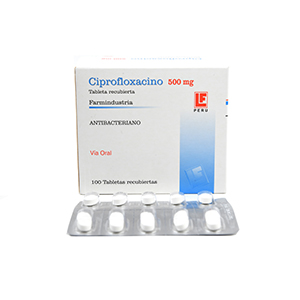 Ciprofloxacino 500 mg
Tableta recubierta
Farmindustria
ANTIBACTERIANO
Vía Oral
100 Tabletas recubiertas
PERU